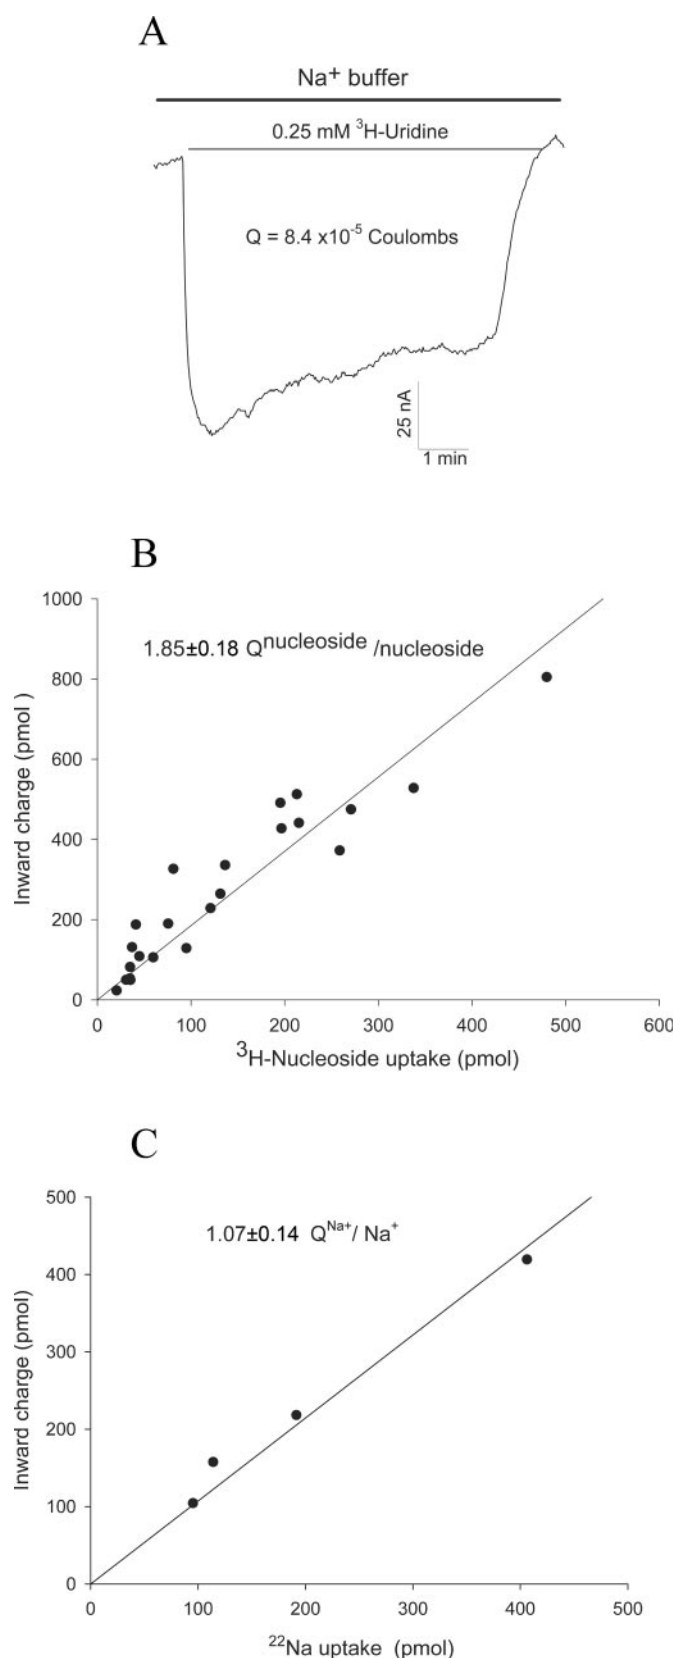 A
Na⁺ buffer
0.25 mM ³H-Uridine
Q = 8.4 x10⁻⁵ Coulombs
25 nA
1 min
B
1000
800
600
400
200
0
Inward charge (pmol )
1.85±0.18 Q^nucleoside /nucleoside
0 100 200 300 400 500 600
³H-Nucleoside uptake (pmol)
C
500
400
300
200
100
0
Inward charge (pmol)
1.07±0.14 Q^Na+/ Na⁺
0 100 200 300 400 500
²²Na uptake (pmol)